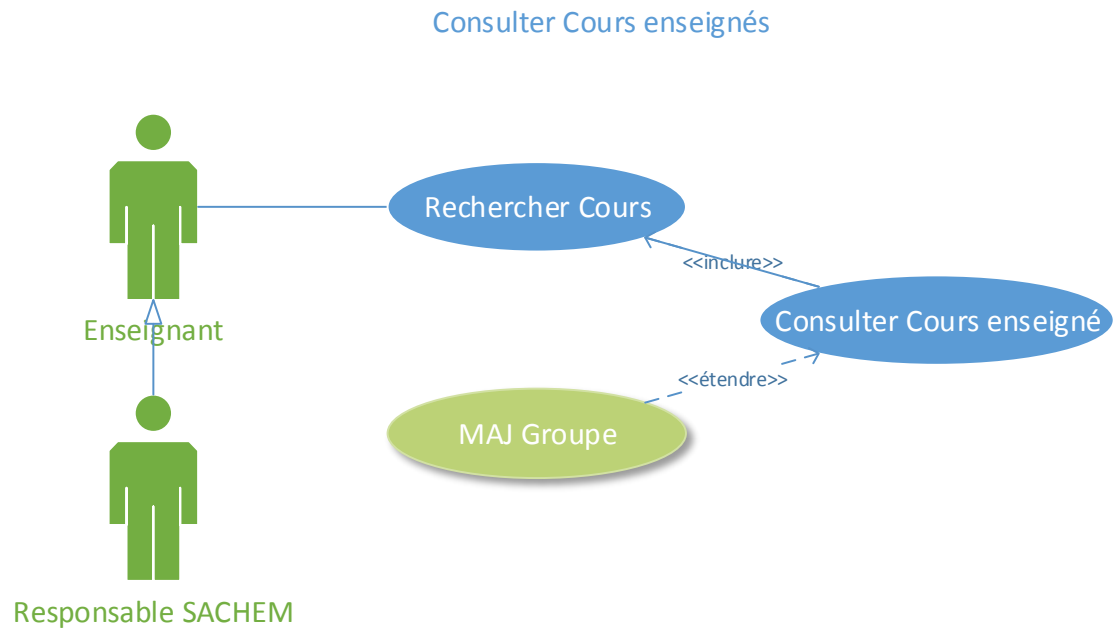 Consulter Cours enseignés
Rechercher Cours
<<inclure>>
Consulter Cours enseigné
Enseignant
<<étendre>>
MAJ Groupe
Responsable SACHEM